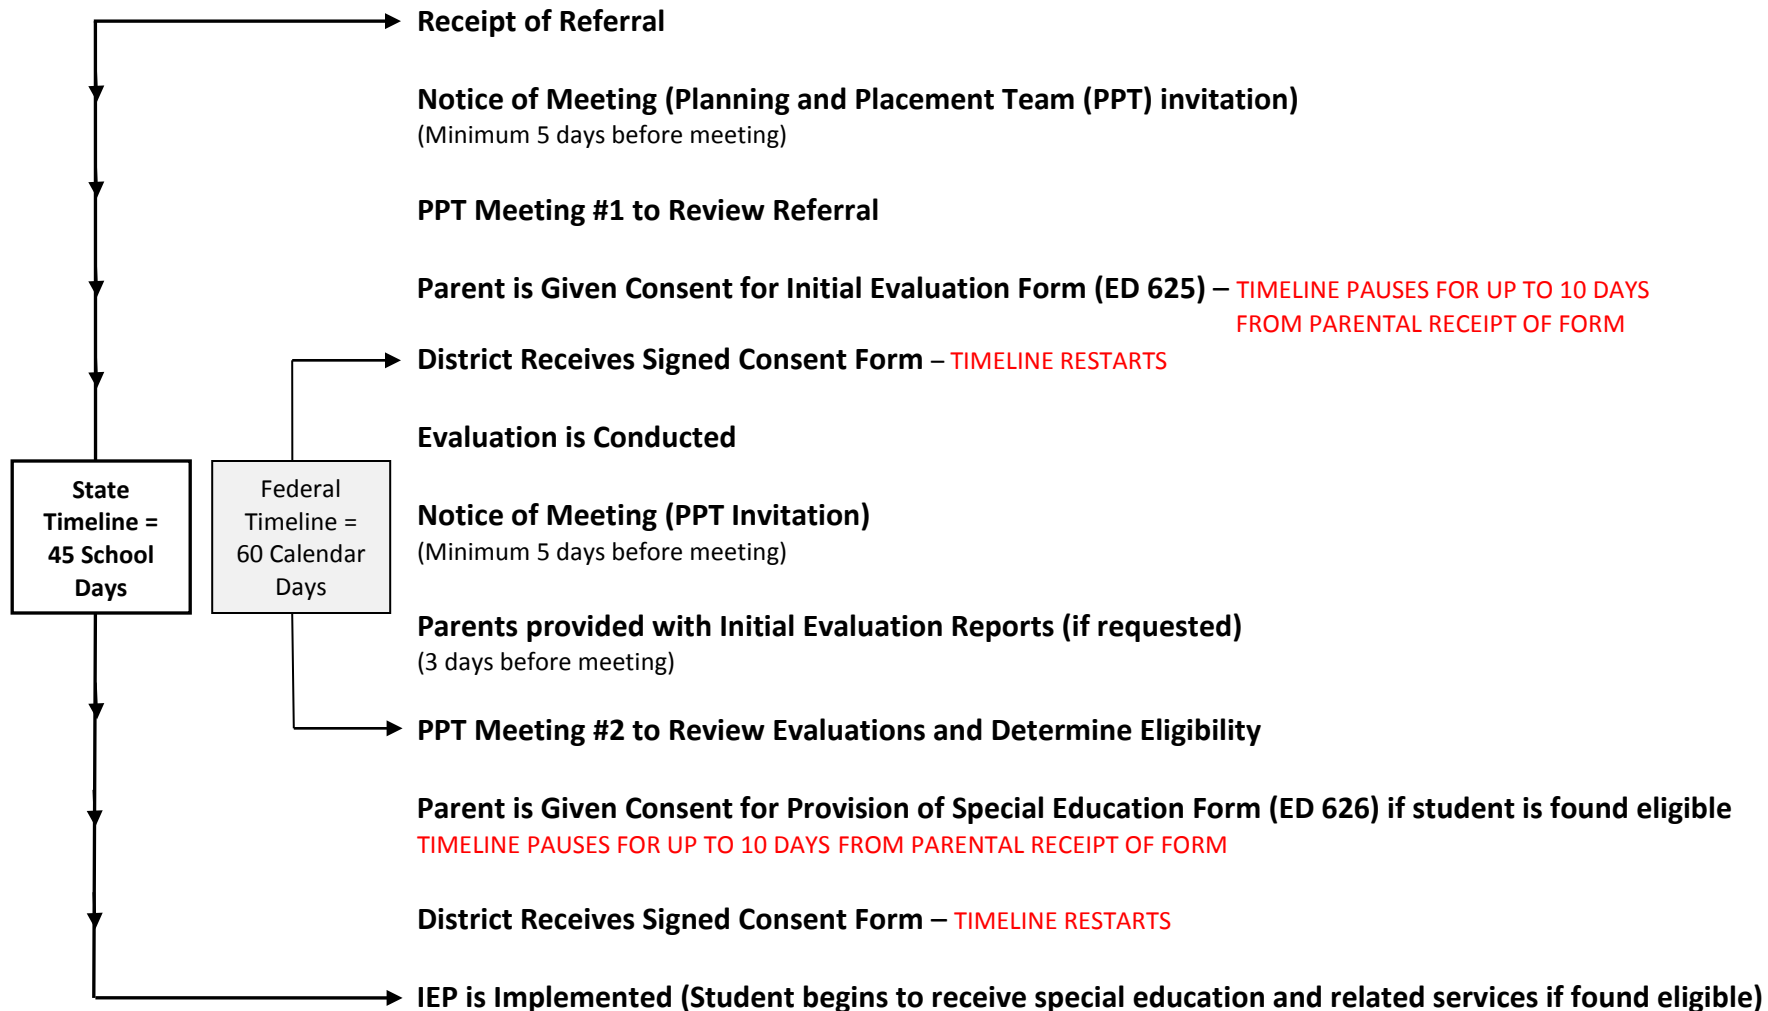 Receipt of Referral
Notice of Meeting (Planning and Placement Team (PPT) invitation)
(Minimum 5 days before meeting)
PPT Meeting #1 to Review Referral
Parent is Given Consent for Initial Evaluation Form (ED 625) – TIMELINE PAUSES FOR UP TO 10 DAYS
FROM PARENTAL RECEIPT OF FORM
District Receives Signed Consent Form – TIMELINE RESTARTS
Evaluation is Conducted
State
Timeline =
45 School
Days
Federal
Timeline =
60 Calendar
Days
Notice of Meeting (PPT Invitation)
(Minimum 5 days before meeting)
Parents provided with Initial Evaluation Reports (if requested)
(3 days before meeting)
PPT Meeting #2 to Review Evaluations and Determine Eligibility
Parent is Given Consent for Provision of Special Education Form (ED 626) if student is found eligible
TIMELINE PAUSES FOR UP TO 10 DAYS FROM PARENTAL RECEIPT OF FORM
District Receives Signed Consent Form – TIMELINE RESTARTS
IEP is Implemented (Student begins to receive special education and related services if found eligible)